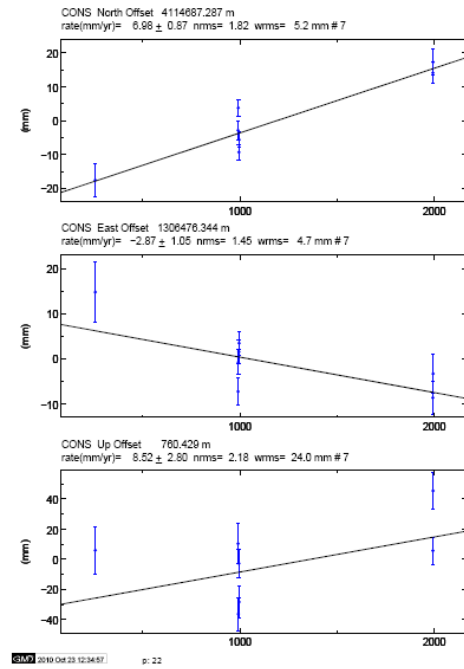 CONS North Offset 4114687.287 m
rate(mm/yr)= 6.98 ± 0.87 nrms= 1.82 wrms= 5.2 mm # 7
20
10
0
−10
−20
(mm)
1000 2000
CONS East Offset 1306476.344 m
rate(mm/yr)= −2.87 ± 1.05 nrms= 1.45 wrms= 4.7 mm # 7
20
10
0
−10
(mm)
1000 2000
CONS Up Offset 760.429 m
rate(mm/yr)= 8.52 ± 2.80 nrms= 2.18 wrms= 24.0 mm # 7
40
20
0
−20
−40
(mm)
1000 2000
GMT 2010 Oct 23 12:34:57 p: 22